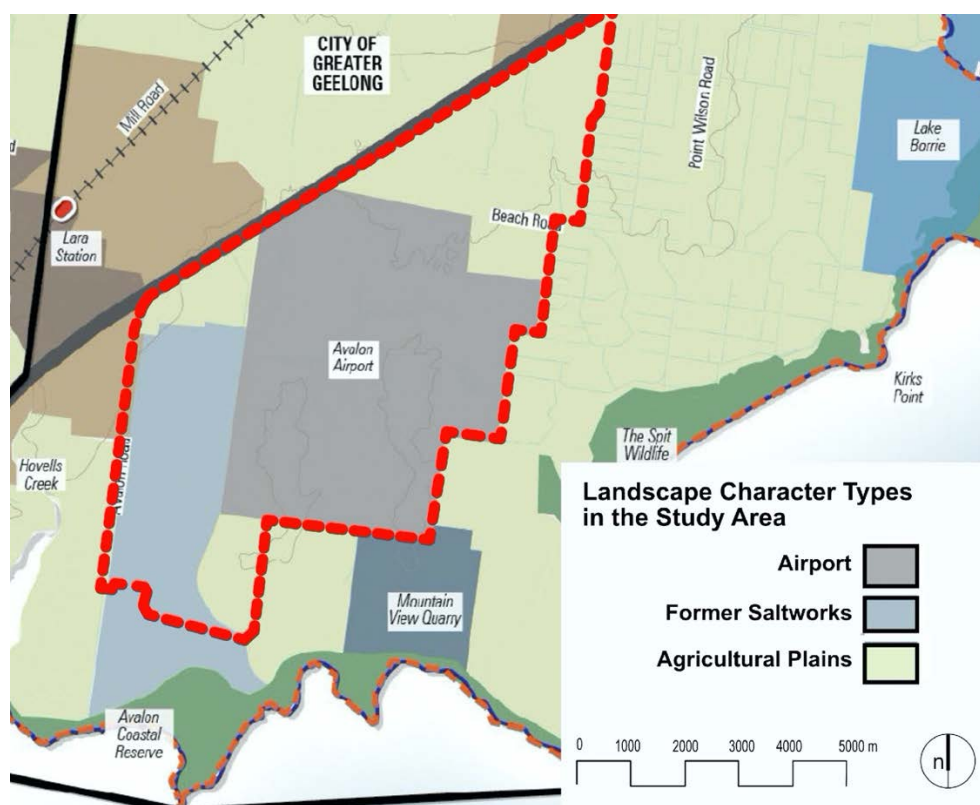 CITY OF
GREATER
GEELONG
Mill Road
Point Wilson Road
Lake
Borrie
Beach Road
Lara
Station
Avalon
Airport
Kirks
Point
The Spit
Wildlife
Hovells
Creek
Avalon Road
Landscape Character Types
in the Study Area
Airport
Former Saltworks
Agricultural Plains
Mountain
View Quarry
Avalon
Coastal
Reserve
0 1000 2000 3000 4000 5000 m
n